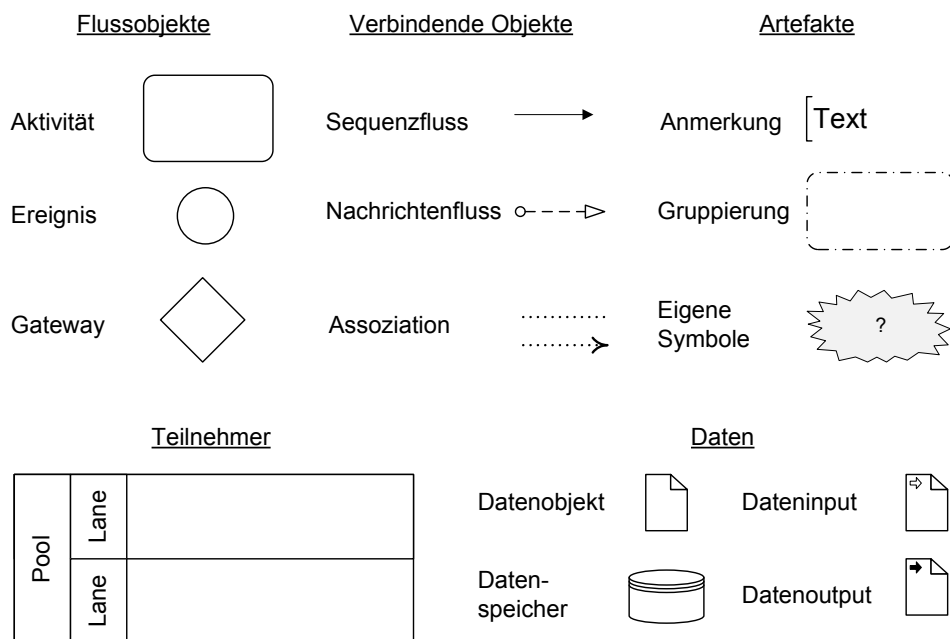 Flussobjekte
Verbindende Objekte
Artefakte
Aktivität
Sequenzfluss
Anmerkung
Text
Ereignis
Nachrichtenfluss
Gruppierung
Gateway
Assoziation
Eigene
Symbole
?
Teilnehmer
Daten
Pool
Lane
Lane
Datenobjekt
Dateninput
Daten-
speicher
Datenoutput